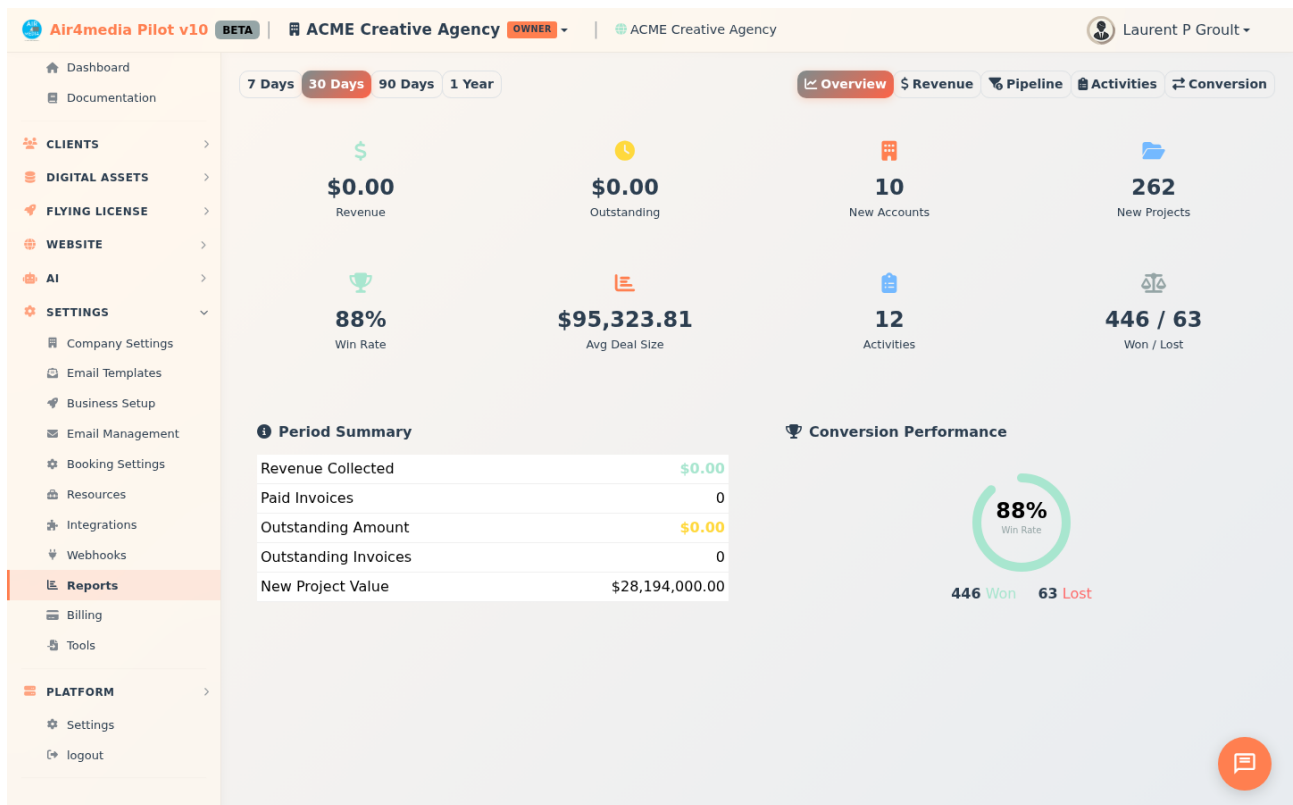 Air4media Pilot v10 BETA | ACME Creative Agency OWNER | ACME Creative Agency Laurent P Groult
Dashboard
Documentation
CLIENTS
DIGITAL ASSETS
FLYING LICENSE
WEBSITE
AI
SETTINGS
Company Settings
Email Templates
Business Setup
Email Management
Booking Settings
Resources
Integrations
Webhooks
Reports
Billing
Tools
PLATFORM
Settings
logout
7 Days 30 Days 90 Days 1 Year
Overview $ Revenue Pipeline Activities Conversion
$0.00 $0.00 10 262
Revenue Outstanding New Accounts New Projects
88% $95,323.81 12 446 / 63
Win Rate Avg Deal Size Activities Won / Lost
Period Summary
Revenue Collected $0.00
Paid Invoices 0
Outstanding Amount $0.00
Outstanding Invoices 0
New Project Value $28,194,000.00
Conversion Performance
88%
Win Rate
446 Won 63 Lost